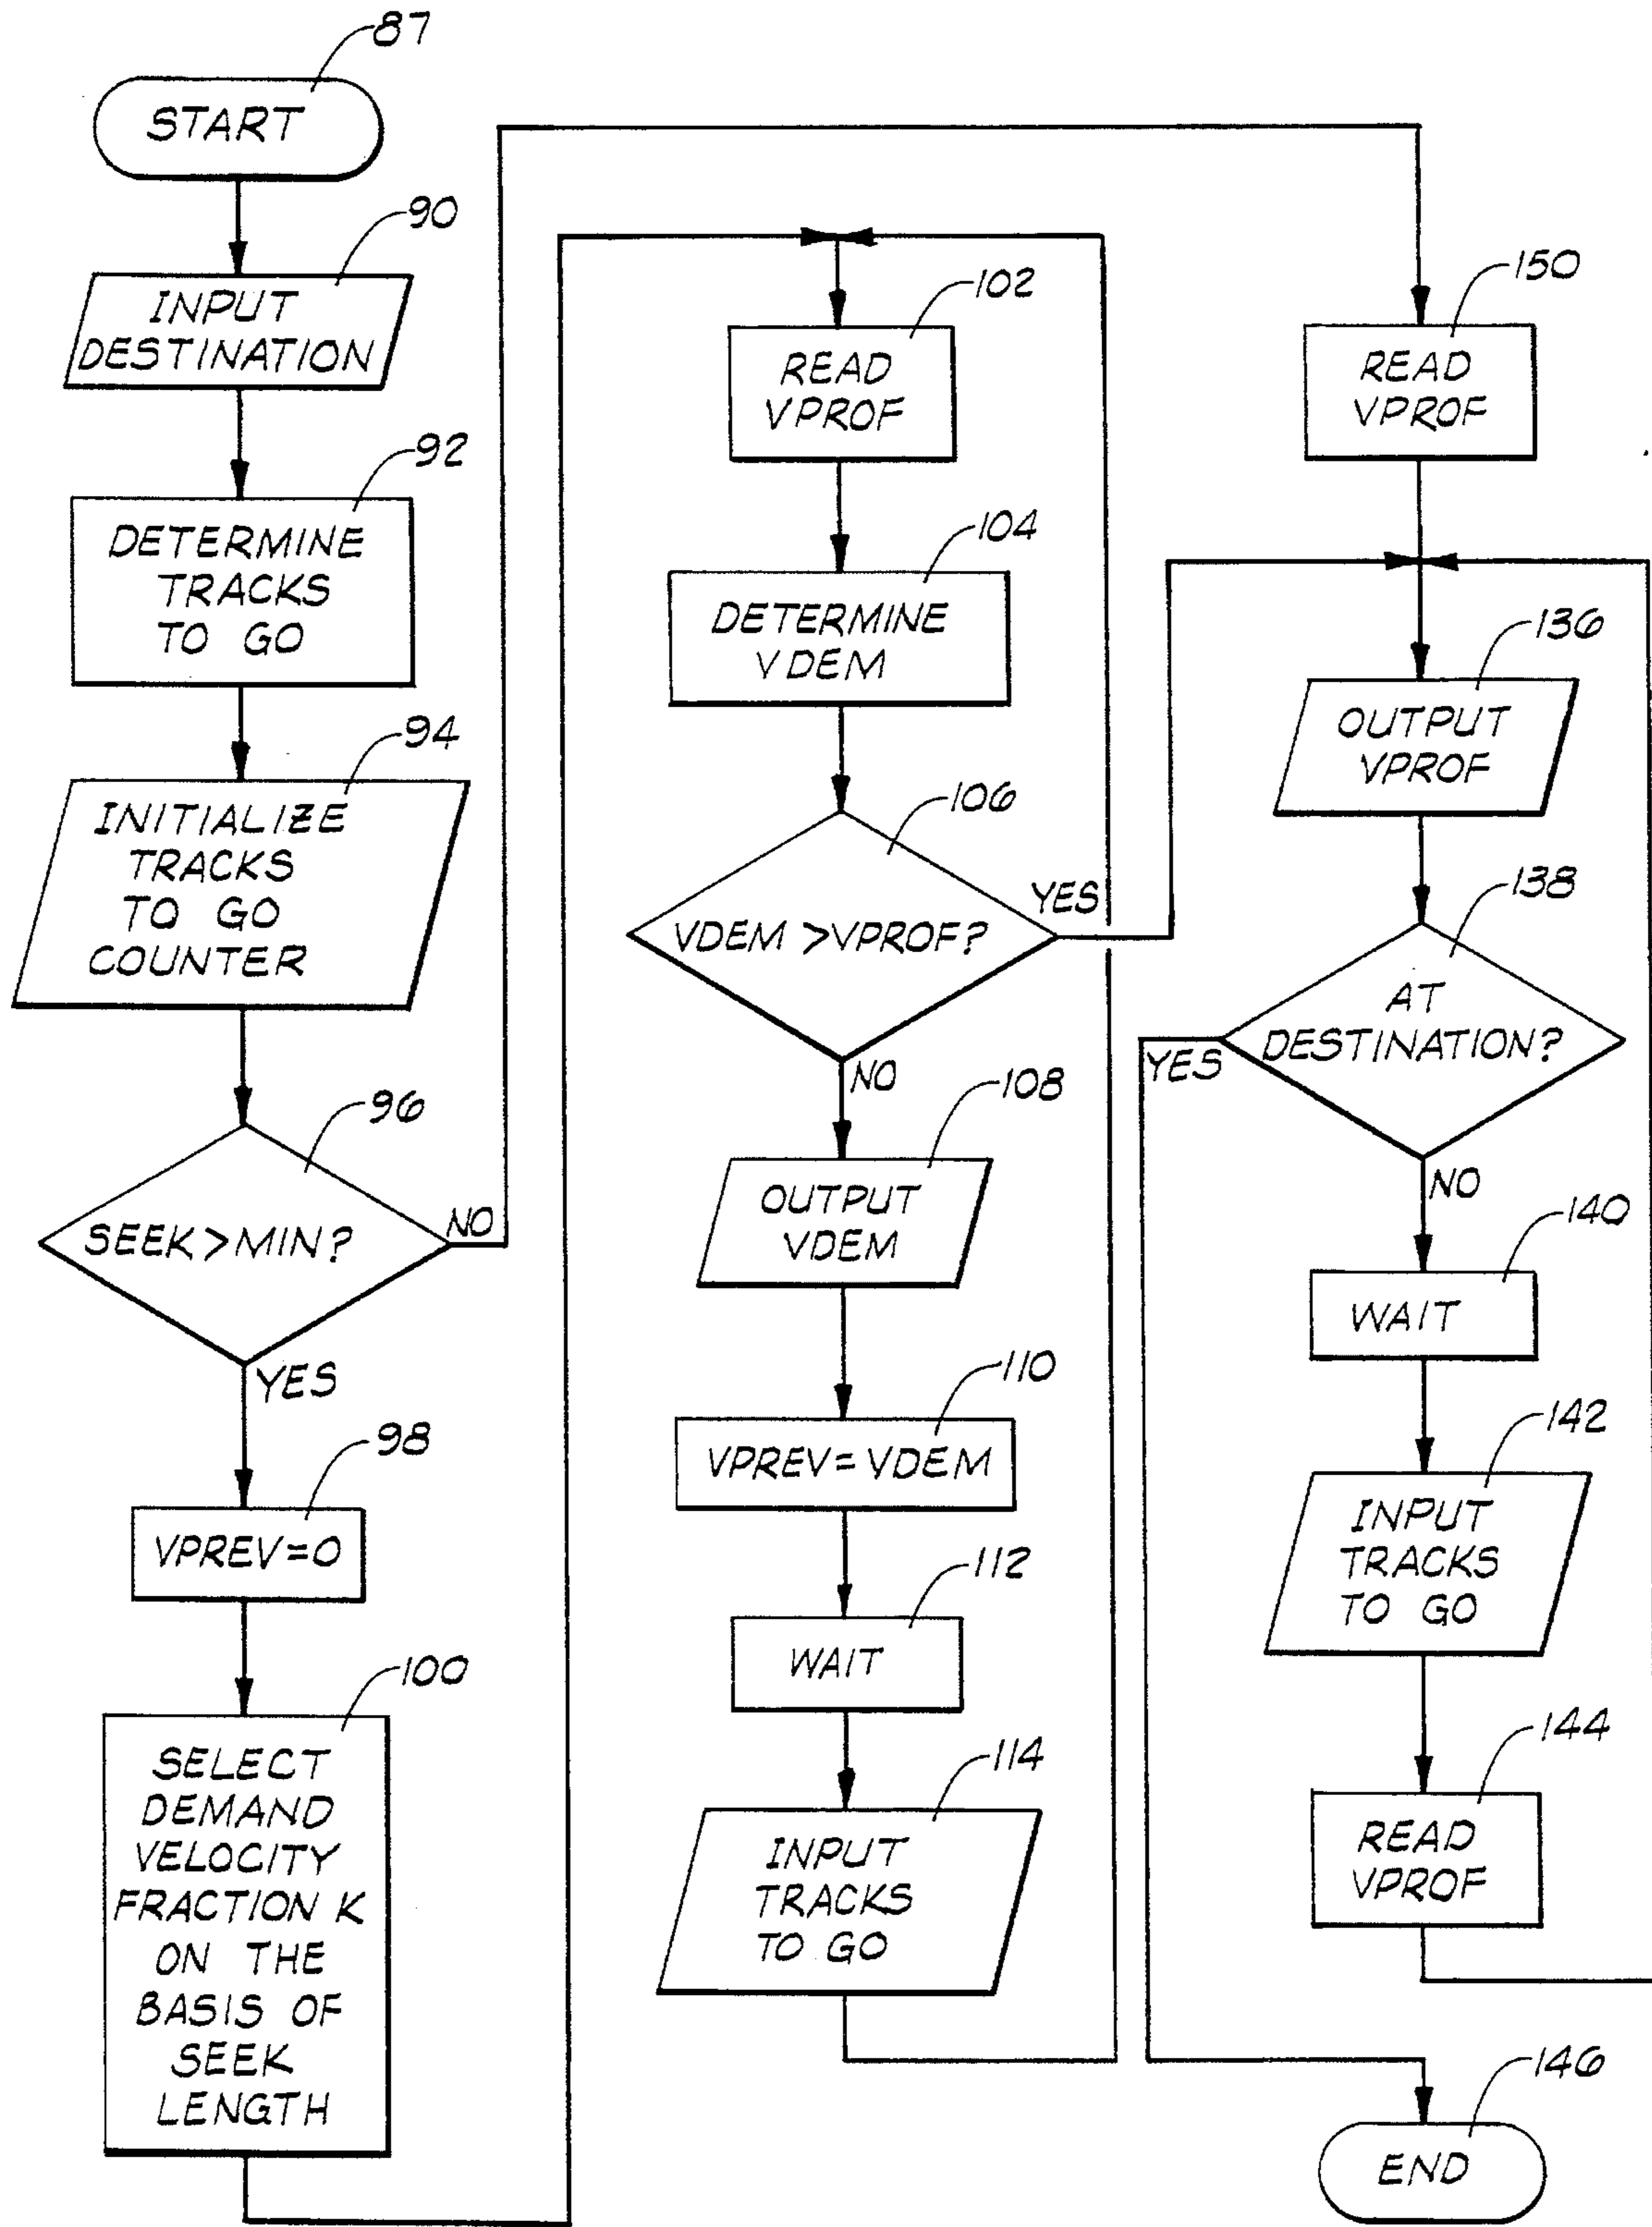 87
START
90
INPUT
DESTINATION
92
DETERMINE
TRACKS
TO GO
94
INITIALIZE
TRACKS
TO GO
COUNTER
96
SEEK>MIN?
NO
YES
98
VPREV=0
100
SELECT
DEMAND
VELOCITY
FRACTION K
ON THE
BASIS OF
SEEK
LENGTH
102
READ
VPROF
104
DETERMINE
VDEM
106
VDEM >VPROF?
YES
NO
108
OUTPUT
VDEM
110
VPREV=VDEM
112
WAIT
114
INPUT
TRACKS
TO GO
150
READ
VPROF
136
OUTPUT
VPROF
138
AT
DESTINATION?
YES
NO
140
WAIT
142
INPUT
TRACKS
TO GO
144
READ
VPROF
146
END